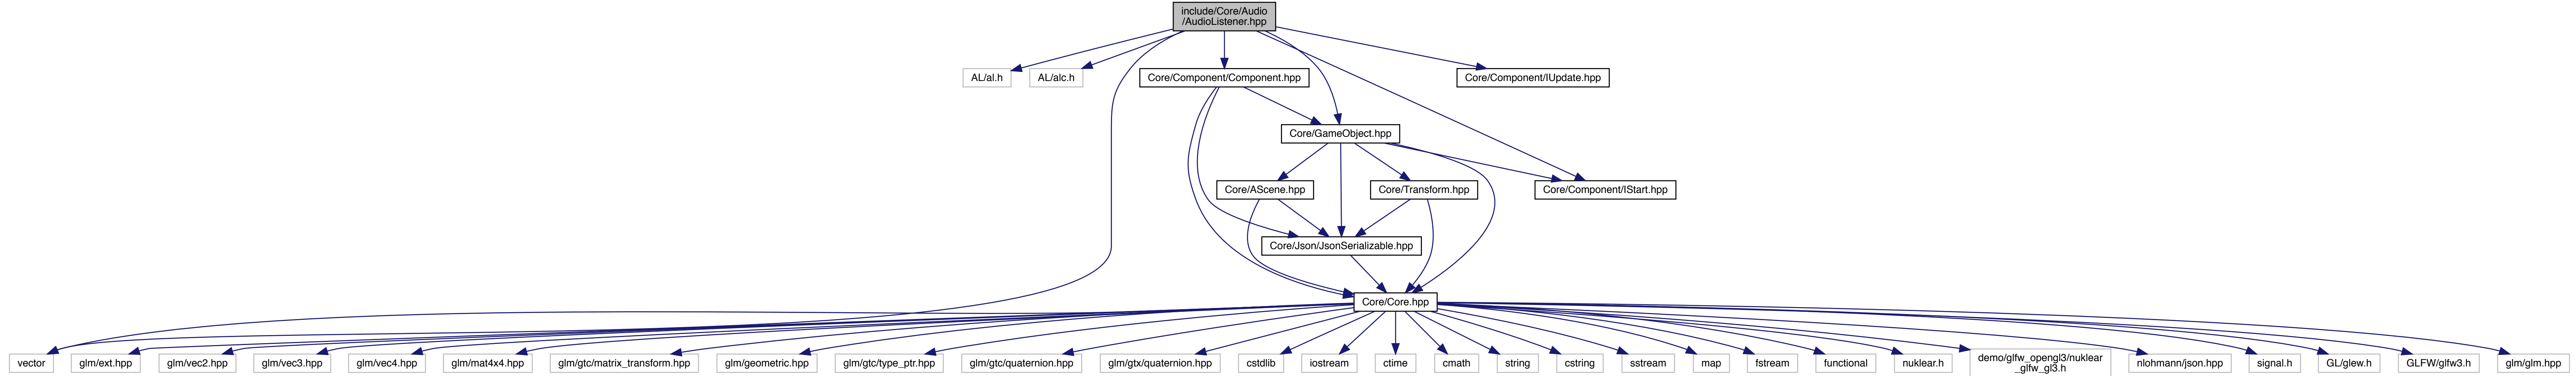 include/Core/Audio
/AudioListener.hpp
AL/al.h
AL/alc.h
Core/Component/Component.hpp
Core/Component/IUpdate.hpp
Core/GameObject.hpp
Core/AScene.hpp
Core/Transform.hpp
Core/Component/IStart.hpp
Core/Json/JsonSerializable.hpp
Core/Core.hpp
vector
glm/ext.hpp
glm/vec2.hpp
glm/vec3.hpp
glm/vec4.hpp
glm/mat4x4.hpp
glm/gtc/matrix_transform.hpp
glm/geometric.hpp
glm/gtc/type_ptr.hpp
glm/gtc/quaternion.hpp
glm/gtx/quaternion.hpp
cstdlib
iostream
ctime
cmath
string
cstring
sstream
map
fstream
functional
nuklear.h
demo/glfw_opengl3/nuklear
_glfw_gl3.h
nlohmann/json.hpp
signal.h
GL/glew.h
GLFW/glfw3.h
glm/glm.hpp